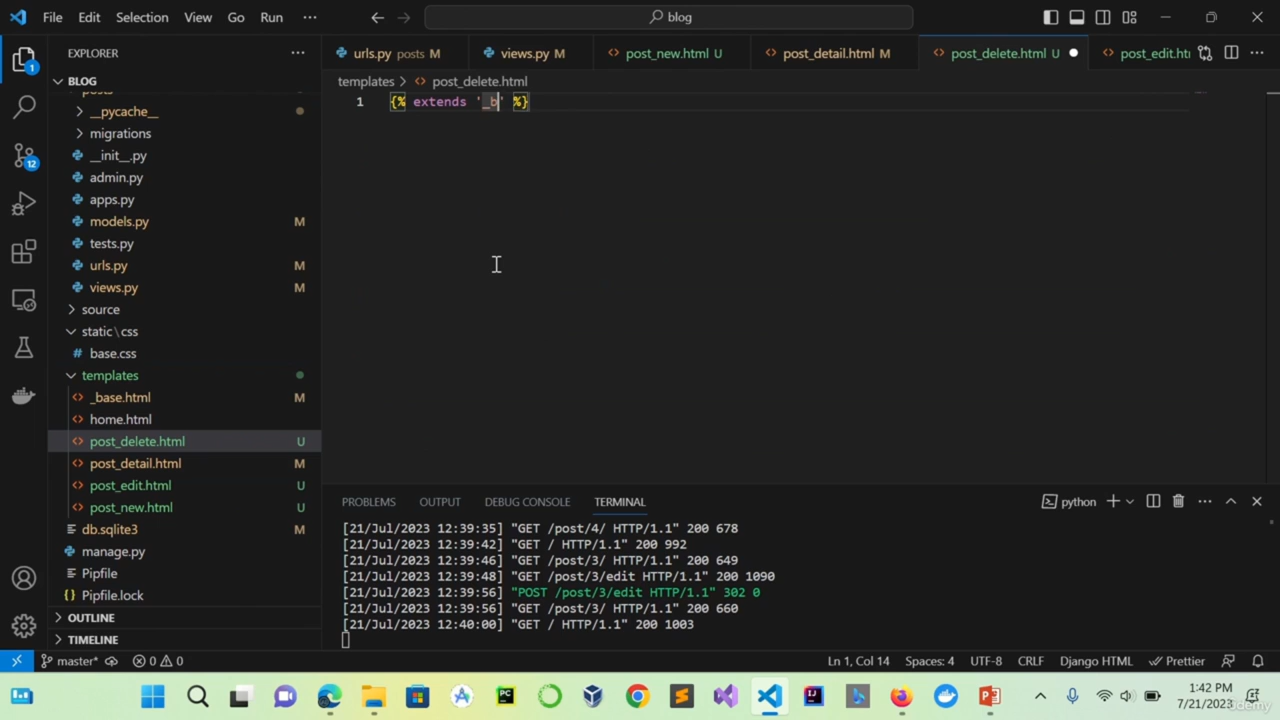 File Edit Selection View Go Run ··· blog
EXPLORER ···
urls.py posts M views.py M post_new.html U post_detail.html M post_delete.html U post_edit.ht
BLOG
templates > post_delete.html
posts
1 {% extends '_b' %}
__pycache__
migrations
__init__.py
admin.py
apps.py
models.py M
tests.py
urls.py M
views.py M
source
static\css
# base.css
templates
_base.html M
home.html
post_delete.html U
post_detail.html M
post_edit.html U
post_new.html U
db.sqlite3 M
manage.py
Pipfile
{} Pipfile.lock
OUTLINE
TIMELINE
1
12
PROBLEMS OUTPUT DEBUG CONSOLE TERMINAL python
[21/Jul/2023 12:39:35] "GET /post/4/ HTTP/1.1" 200 678
[21/Jul/2023 12:39:42] "GET / HTTP/1.1" 200 992
[21/Jul/2023 12:39:46] "GET /post/3/ HTTP/1.1" 200 649
[21/Jul/2023 12:39:48] "GET /post/3/edit HTTP/1.1" 200 1090
[21/Jul/2023 12:39:56] "POST /post/3/edit HTTP/1.1" 302 0
[21/Jul/2023 12:39:56] "GET /post/3/ HTTP/1.1" 200 660
[21/Jul/2023 12:40:00] "GET / HTTP/1.1" 200 1003
master* 0 0 Ln 1, Col 14 Spaces: 4 UTF-8 CRLF Django HTML Prettier
PC
1:42 PM
7/21/2023
Udemy